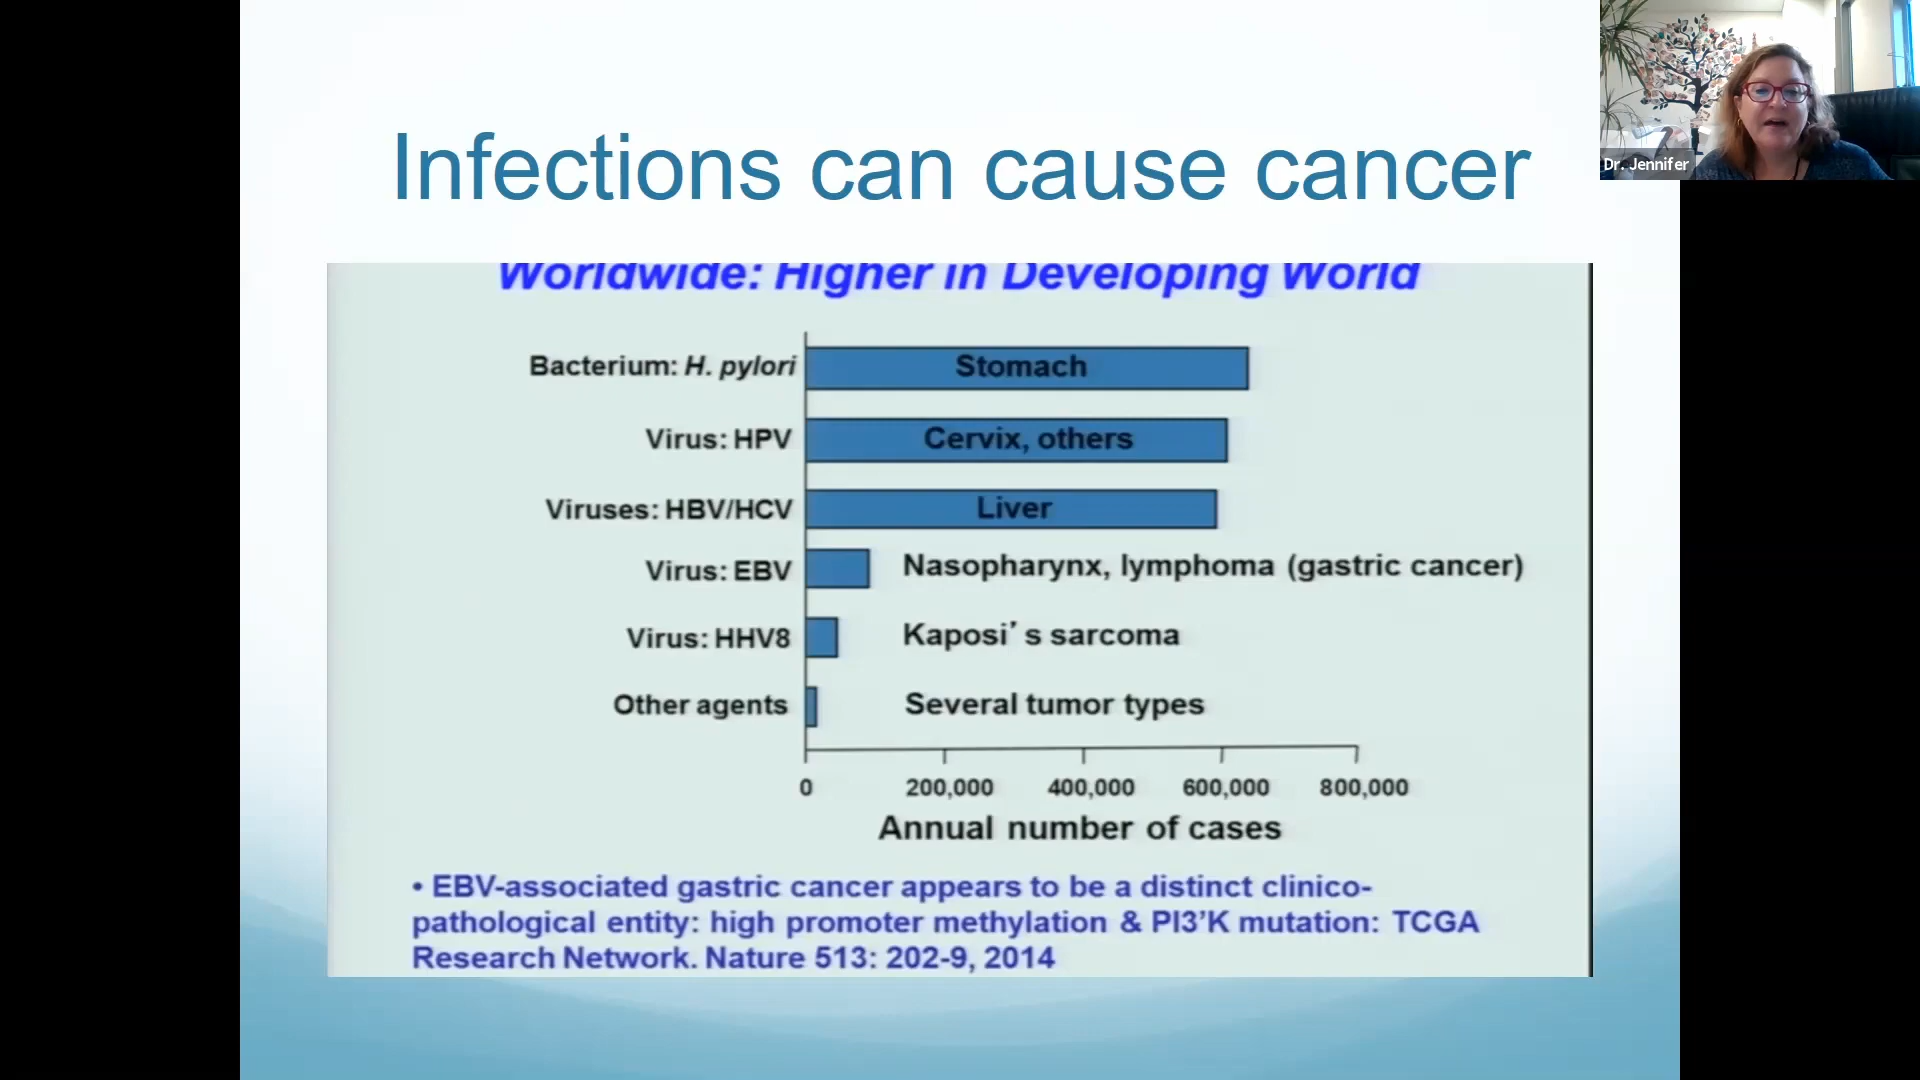 Infections can cause cancer
Dr. Jennifer
Worldwide: Higher in Developing World
Bacterium: H. pylori
Stomach
Virus: HPV
Cervix, others
Viruses: HBV/HCV
Liver
Virus: EBV
Nasopharynx, lymphoma (gastric cancer)
Virus: HHV8
Kaposi's sarcoma
Other agents
Several tumor types
0 200,000 400,000 600,000 800,000
Annual number of cases
• EBV-associated gastric cancer appears to be a distinct clinico-
pathological entity: high promoter methylation & PI3'K mutation: TCGA
Research Network. Nature 513: 202-9, 2014